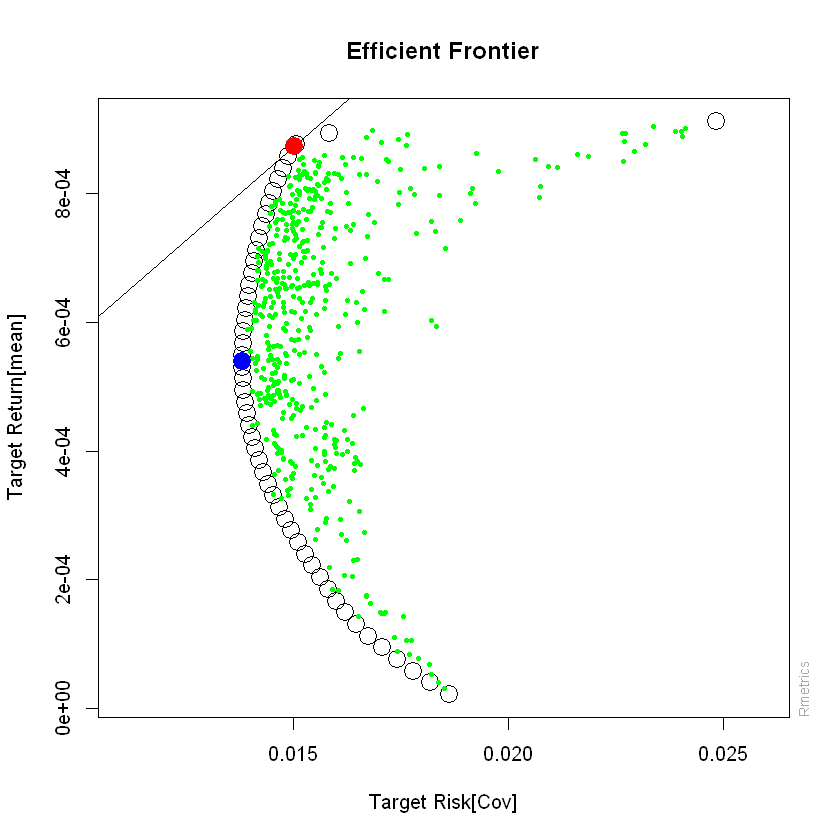 Efficient Frontier
Target Return[mean]
8e-04
6e-04
4e-04
2e-04
0e+00
0.015
0.020
0.025
Target Risk[Cov]
Rmetrics